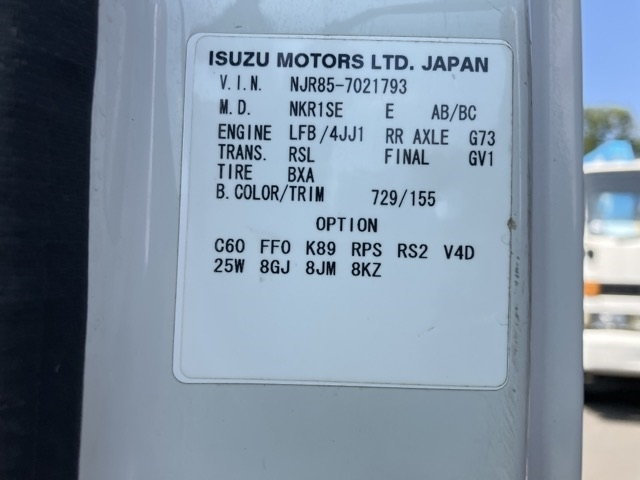 ISUZU MOTORS LTD. JAPAN
V.I.N. NJR85-7021793
M.D. NKR1SE E AB/BC
ENGINE LFB/4JJ1 RR AXLE G73
TRANS. RSL FINAL GV1
TIRE BXA
B.COLOR/TRIM 729/155
OPTION
C60 FF0 K89 RPS RS2 V4D
25W 8GJ 8JM 8KZ